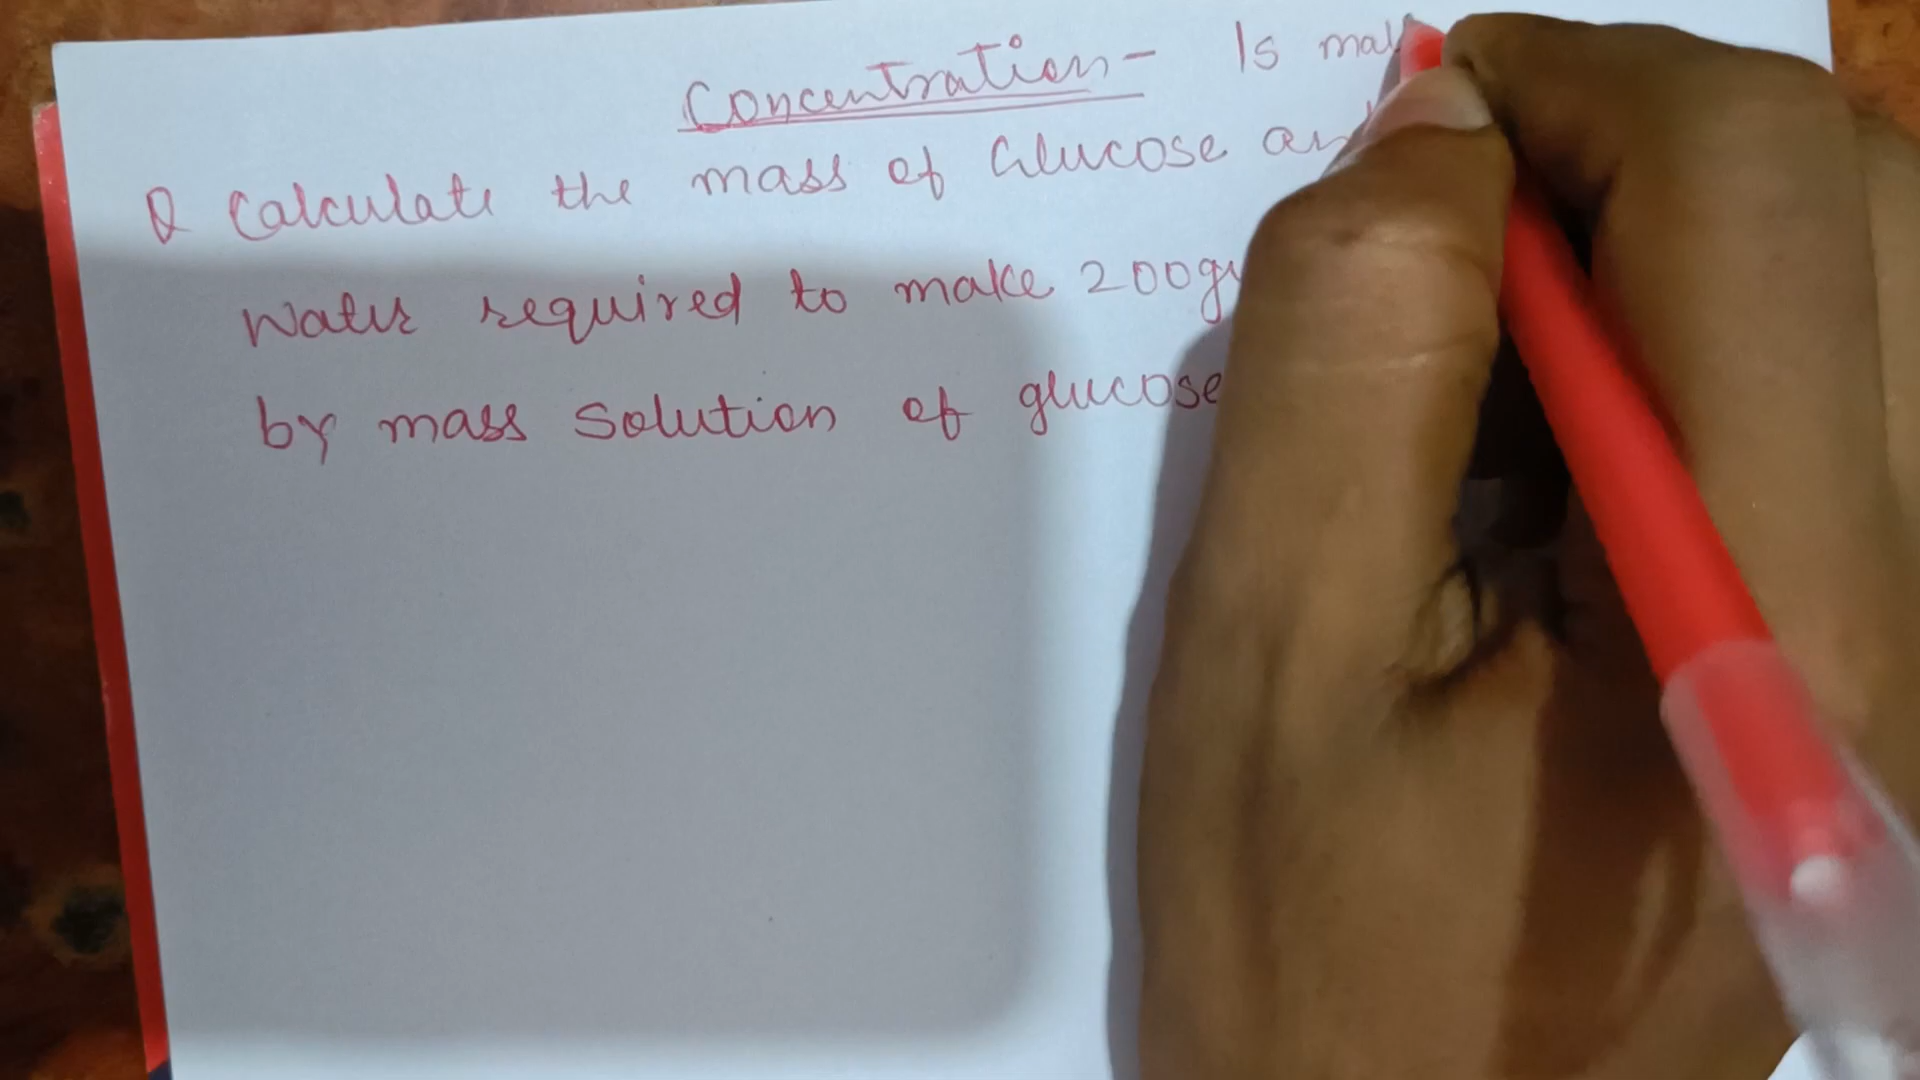 Concentration - Is
Q Calculate the mass of Glucose
Water required to make 200g
by mass solution of glucose